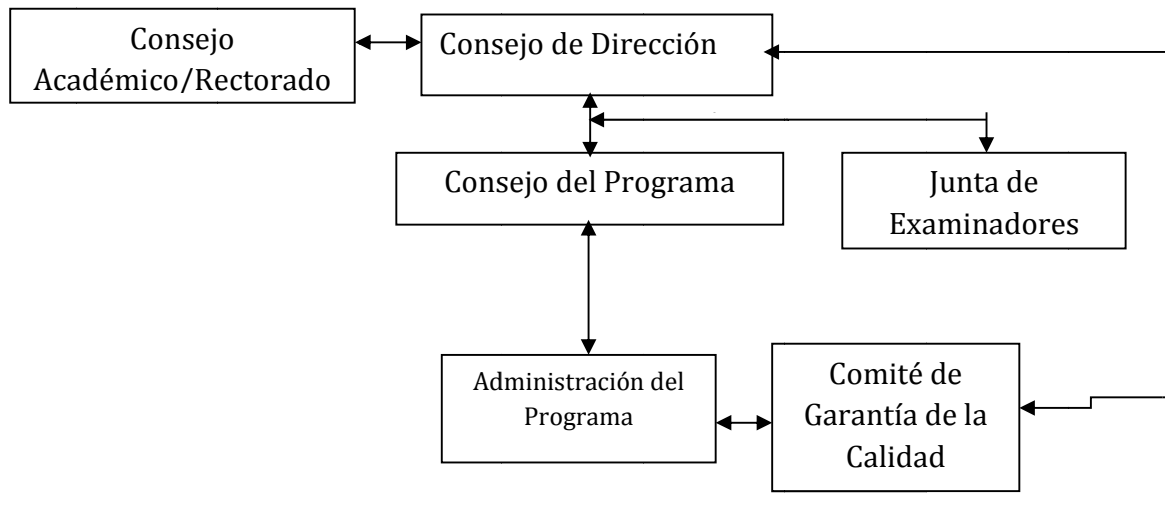 Consejo
Académico/Rectorado
Consejo de Dirección
Consejo del Programa
Junta de
Examinadores
Administración del
Programa
Comité de
Garantía de la
Calidad